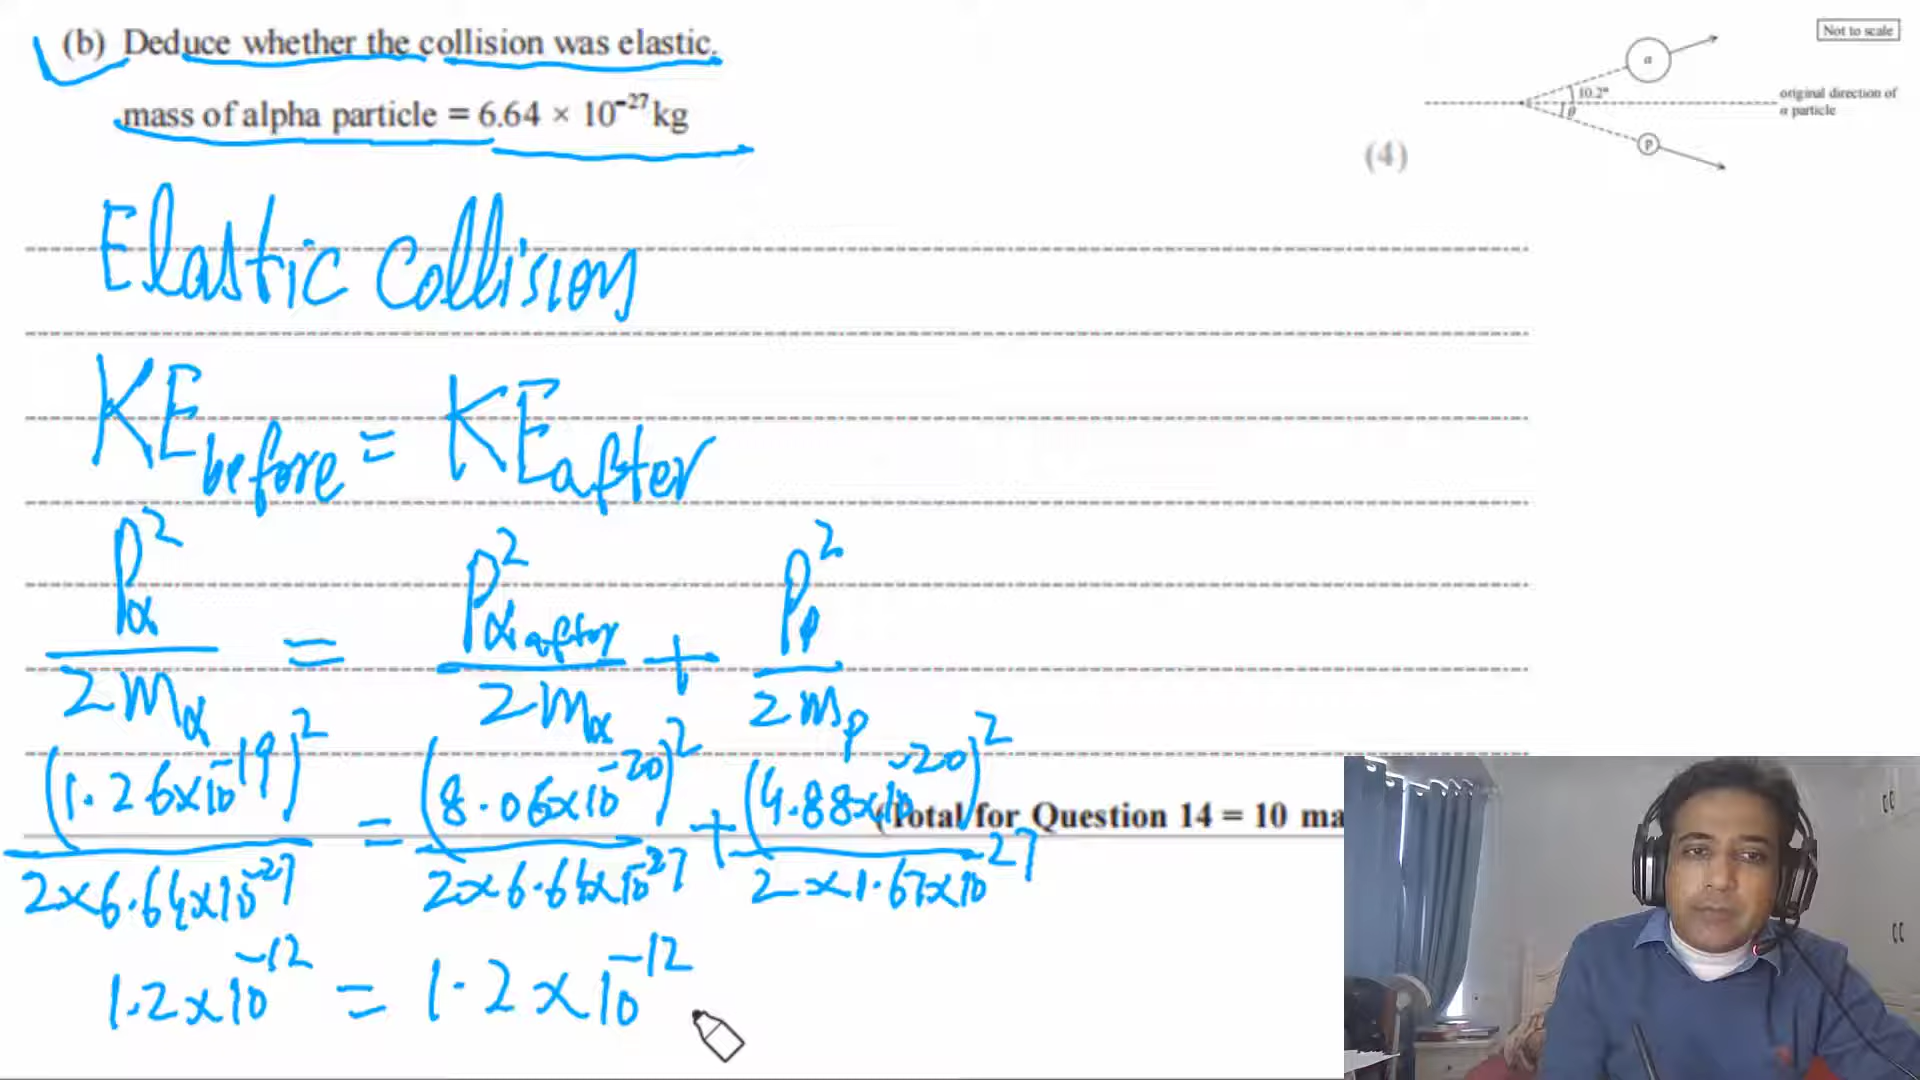 (b) Deduce whether the collision was elastic.
mass of alpha particle = 6.64 × 10⁻²⁷ kg
(4)
Not to scale
α
10.2°
θ
original direction of
α particle
P
Elastic Collision
KE before = KE after
Pα² / 2mα = Pα after² / 2mα + Pp² / 2mp
(1.26×10⁻¹⁹)² / 2×6.64×10⁻²⁷ = (8.06×10⁻²⁰)² / 2×6.64×10⁻²⁷ + (4.88×10⁻²⁰)² / 2×1.67×10⁻²⁷
(Total for Question 14 = 10 ma
1.2×10⁻¹² = 1.2×10⁻¹²